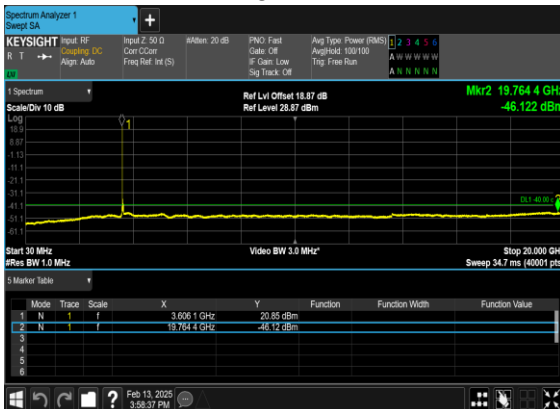 Spectrum Analyzer 1
Swept SA
KEYSIGHT Input: RF Input Z: 50 Ω #Atten: 20 dB PNO: Fast Avg Type: Power (RMS) 1 2 3 4 5 6
R T Coupling: DC Corr CCorr Gate: Off Avg|Hold: 100/100 A W W W W W
Align: Auto Freq Ref: Int (S) IF Gain: Low Trig: Free Run
Sig Track: Off A N N N N N
1 Spectrum Ref Lvl Offset 18.87 dB Mkr2 19.764 4 GHz
Scale/Div 10 dB Ref Level 28.87 dBm -46.122 dBm
Log
18.9
8.87
-1.13
-11.1
-21.1
-31.1
-41.1
-51.1
-61.1
1
DL1 -40.00
Start 30 MHz Video BW 3.0 MHz* Stop 20.000 GH
#Res BW 1.0 MHz Sweep 34.7 ms (40001 pts
5 Marker Table
Mode Trace Scale X Y Function Function Width Function Value
1 N 1 f 3.606 1 GHz 20.85 dBm
2 N 1 f 19.764 4 GHz -46.12 dBm
3
4
5
6
? Feb 13, 2025
3:58:37 PM